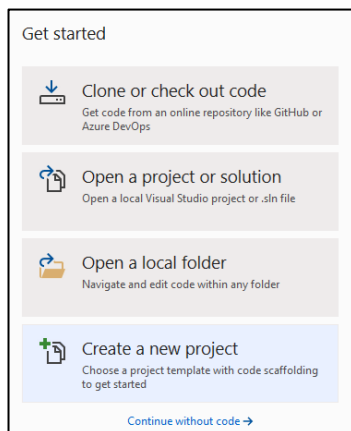 Get started
Clone or check out code
Get code from an online repository like GitHub or
Azure DevOps
Open a project or solution
Open a local Visual Studio project or .sln file
Open a local folder
Navigate and edit code within any folder
Create a new project
Choose a project template with code scaffolding
to get started
Continue without code →